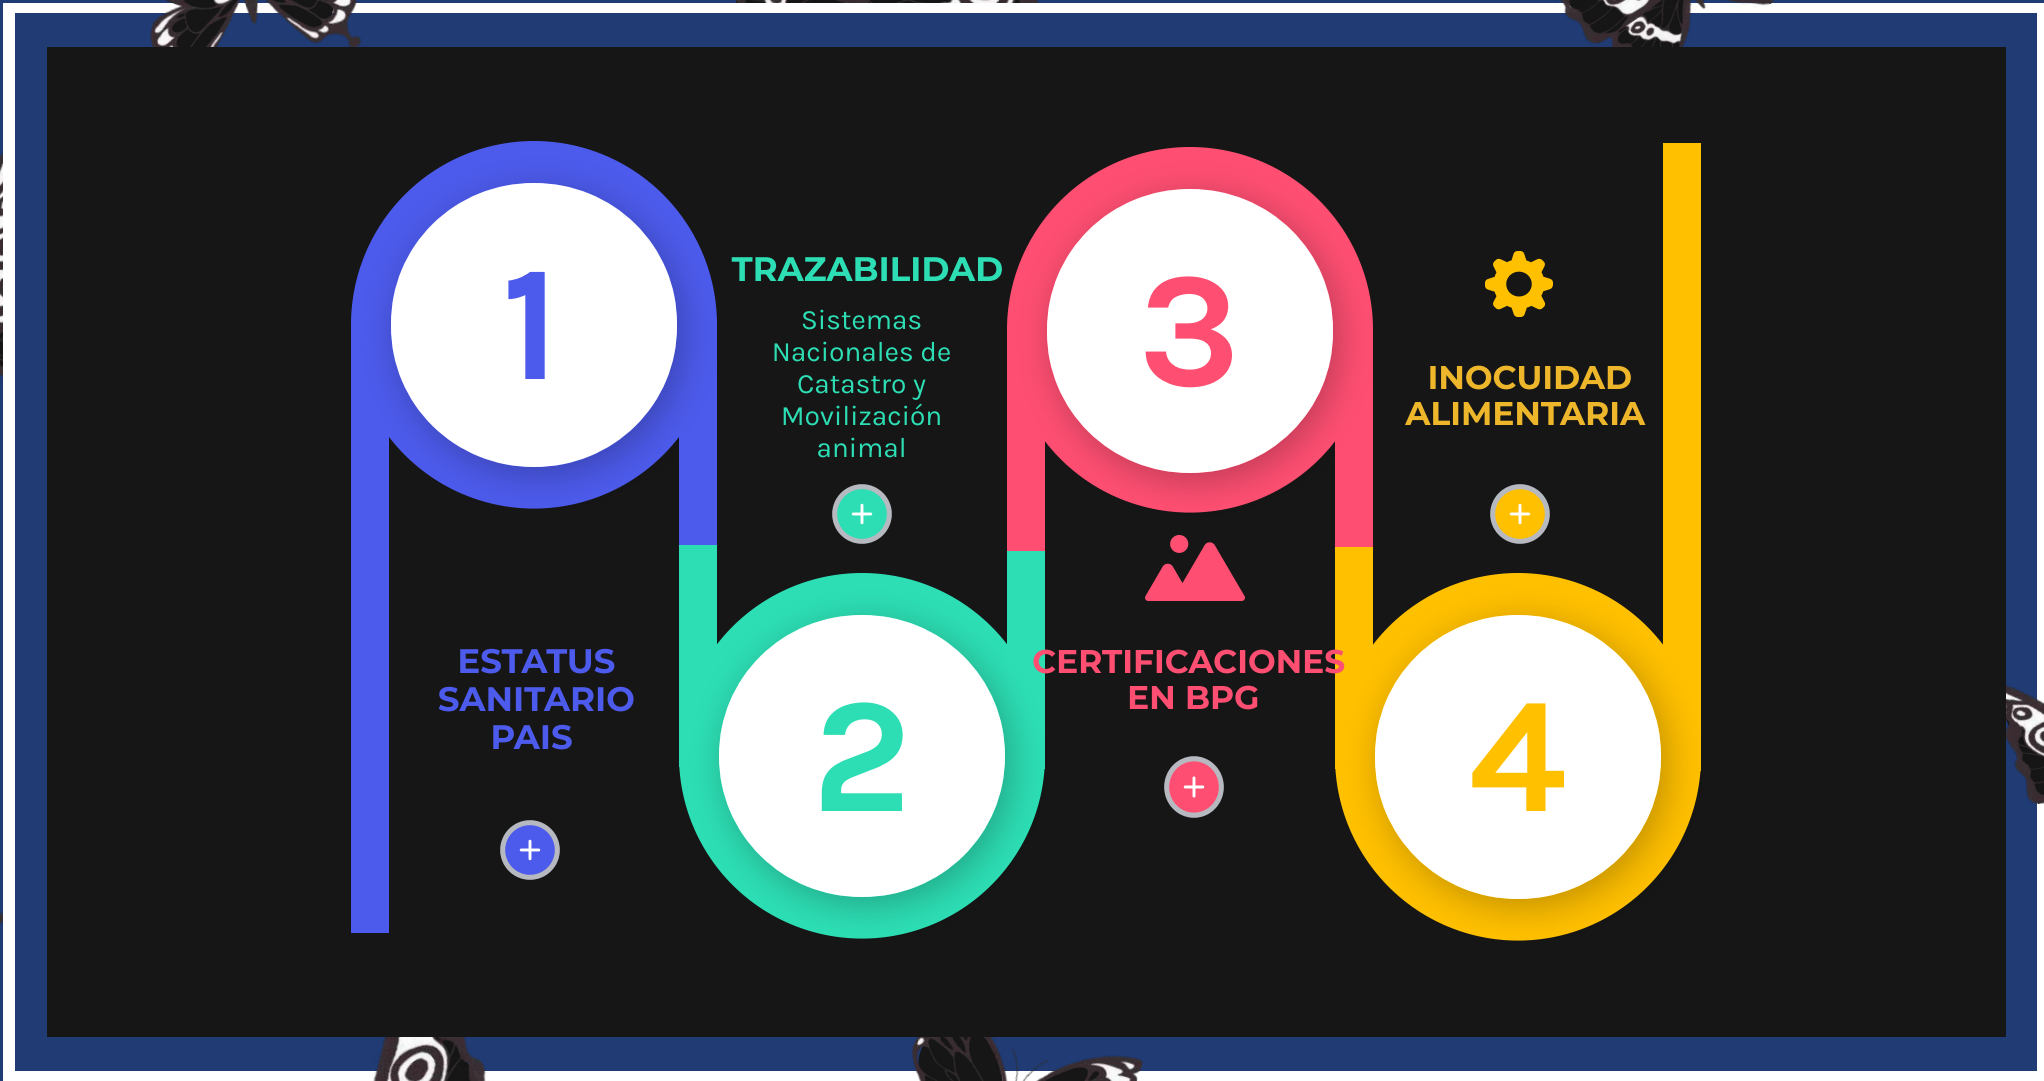 1
ESTATUS
SANITARIO
PAIS
TRAZABILIDAD
Sistemas
Nacionales de
Catastro y
Movilización
animal
2
3
CERTIFICACIONES
EN BPG
INOCUIDAD
ALIMENTARIA
4